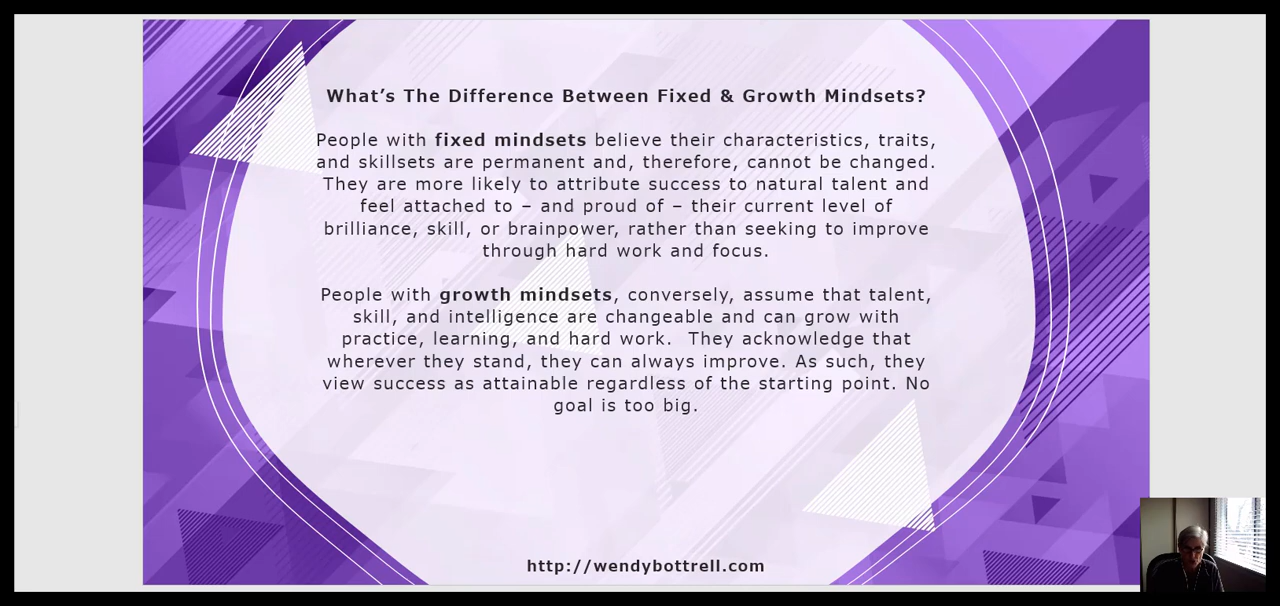 What’s The Difference Between Fixed & Growth Mindsets?
People with fixed mindsets believe their characteristics, traits,
and skillsets are permanent and, therefore, cannot be changed.
They are more likely to attribute success to natural talent and
feel attached to – and proud of – their current level of
brilliance, skill, or brainpower, rather than seeking to improve
through hard work and focus.
People with growth mindsets, conversely, assume that talent,
skill, and intelligence are changeable and can grow with
practice, learning, and hard work.  They acknowledge that
wherever they stand, they can always improve. As such, they
view success as attainable regardless of the starting point. No
goal is too big.
http://wendybottrell.com